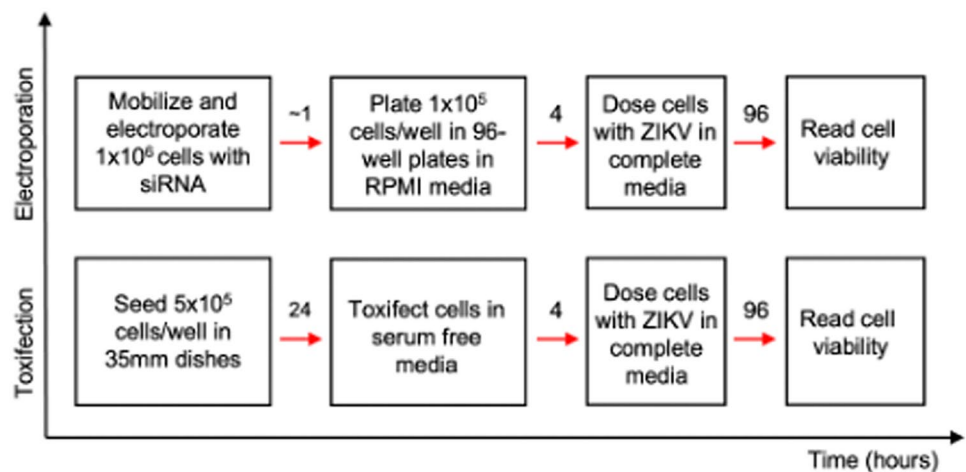 Electroporation
Mobilize and
electroporate
1x10⁶ cells with
siRNA
~1
Plate 1x10⁵
cells/well in 96-
well plates in
RPMI media
4
Dose cells
with ZIKV in
complete
media
96
Read cell
viability
Toxifection
Seed 5x10⁵
cells/well in
35mm dishes
24
Toxifect cells in
serum free
media
4
Dose cells
with ZIKV in
complete
media
96
Read cell
viability
Time (hours)